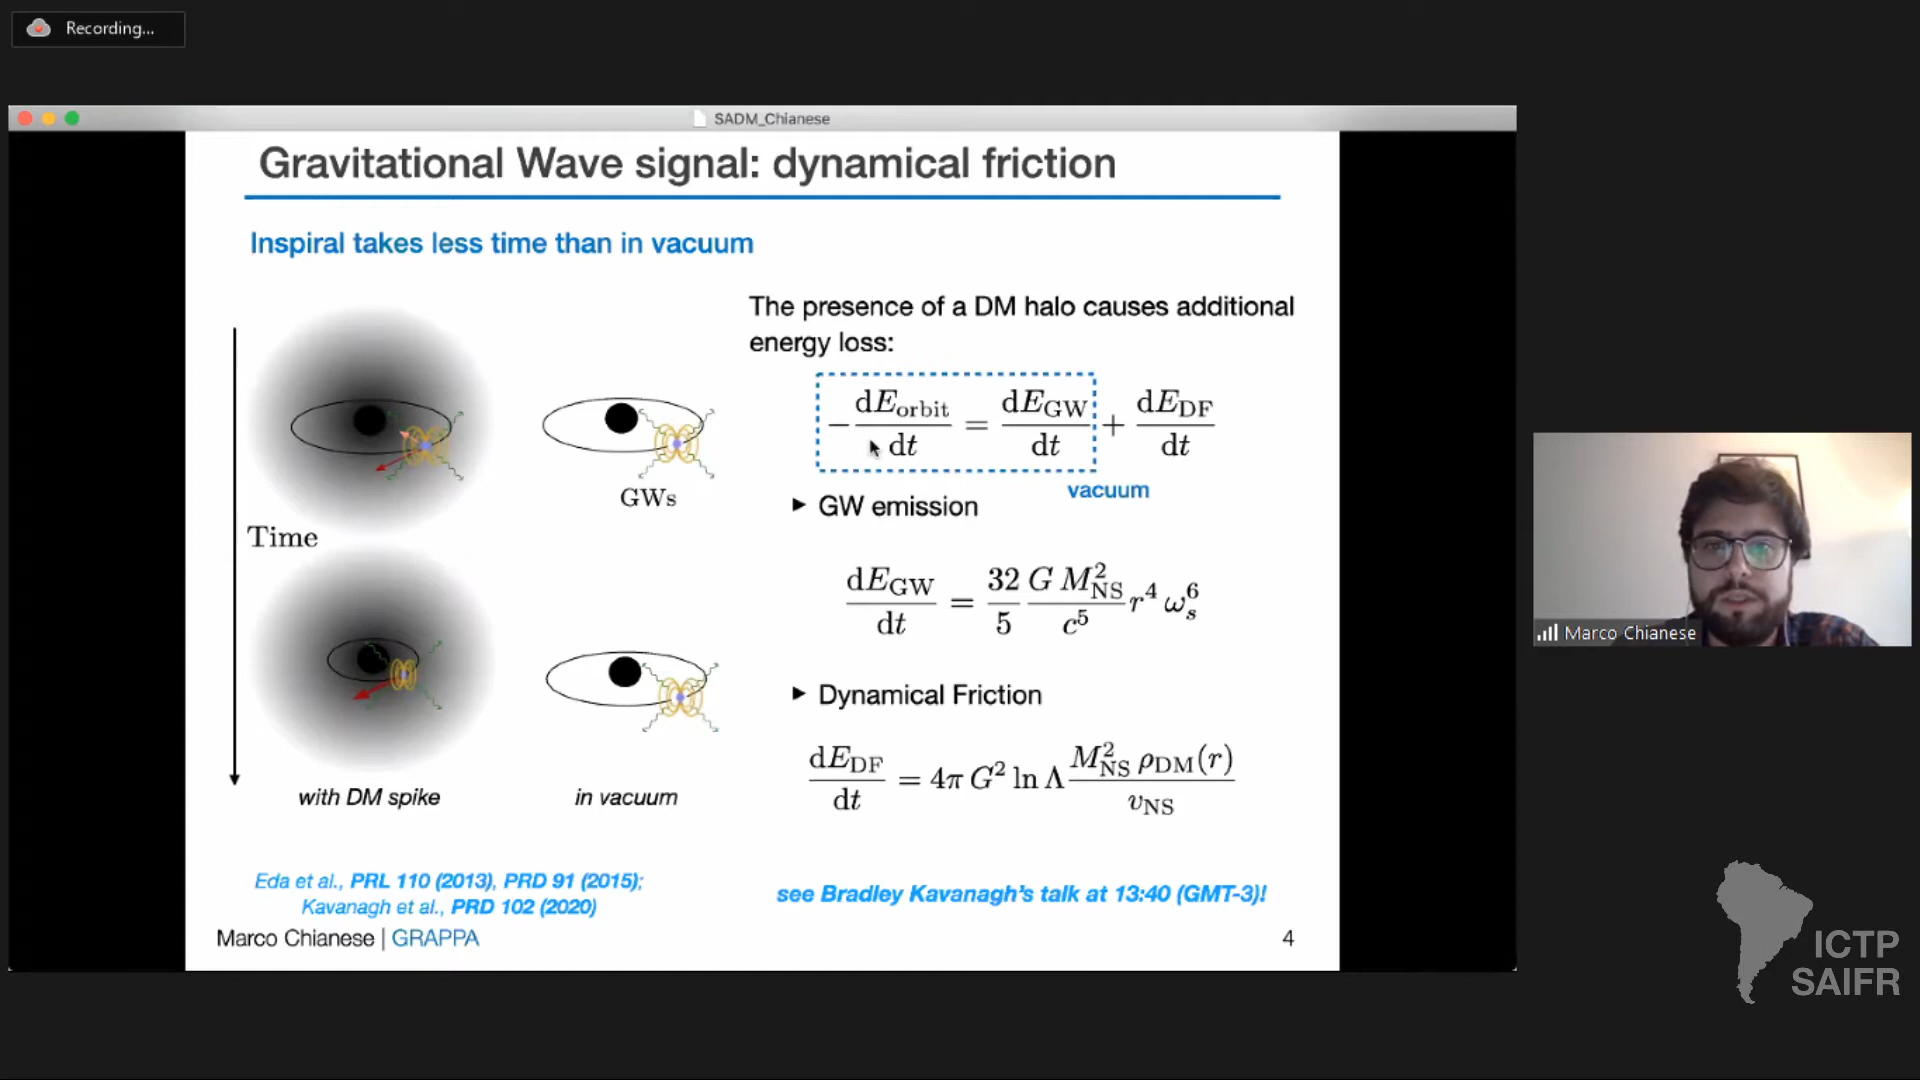 Recording...
SADM_Chianese
Gravitational Wave signal: dynamical friction
Inspiral takes less time than in vacuum
The presence of a DM halo causes additional
energy loss:
− dE_orbit/dt = dE_GW/dt + dE_DF/dt
vacuum
GWs
Time
▸ GW emission
dE_GW/dt = 32/5 G M_NS^2/c^5 r^4 ω_s^6
▸ Dynamical Friction
dE_DF/dt = 4π G^2 ln Λ M_NS^2 ρ_DM(r)/v_NS
with DM spike
in vacuum
Eda et al., PRL 110 (2013), PRD 91 (2015);
Kavanagh et al., PRD 102 (2020)
see Bradley Kavanagh's talk at 13:40 (GMT-3)!
Marco Chianese | GRAPPA
4
Marco Chianese
ICTP
SAIFR